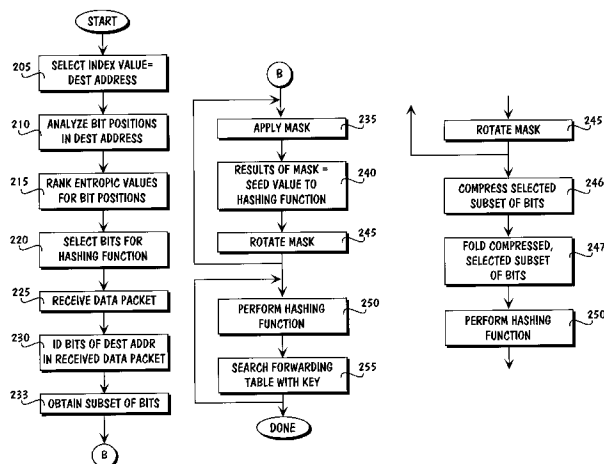 START
205
SELECT INDEX VALUE=
DEST ADDRESS
210
ANALYZE BIT POSITIONS
IN DEST ADDRESS
215
RANK ENTROPIC VALUES
FOR BIT POSITIONS
220
SELECT BITS FOR
HASHING FUNCTION
225
RECEIVE DATA PACKET
230
ID BITS OF DEST ADDR
IN RECEIVED DATA PACKET
233
OBTAIN SUBSET OF BITS
B
B
APPLY MASK
235
RESULTS OF MASK =
SEED VALUE TO
HASHING FUNCTION
240
ROTATE MASK
245
PERFORM HASHING
FUNCTION
250
SEARCH FORWARDING
TABLE WITH KEY
255
DONE
ROTATE MASK
245
COMPRESS SELECTED
SUBSET OF BITS
246
FOLD COMPRESSED,
SELECTED SUBSET
OF BITS
247
PERFORM HASHING
FUNCTION
250